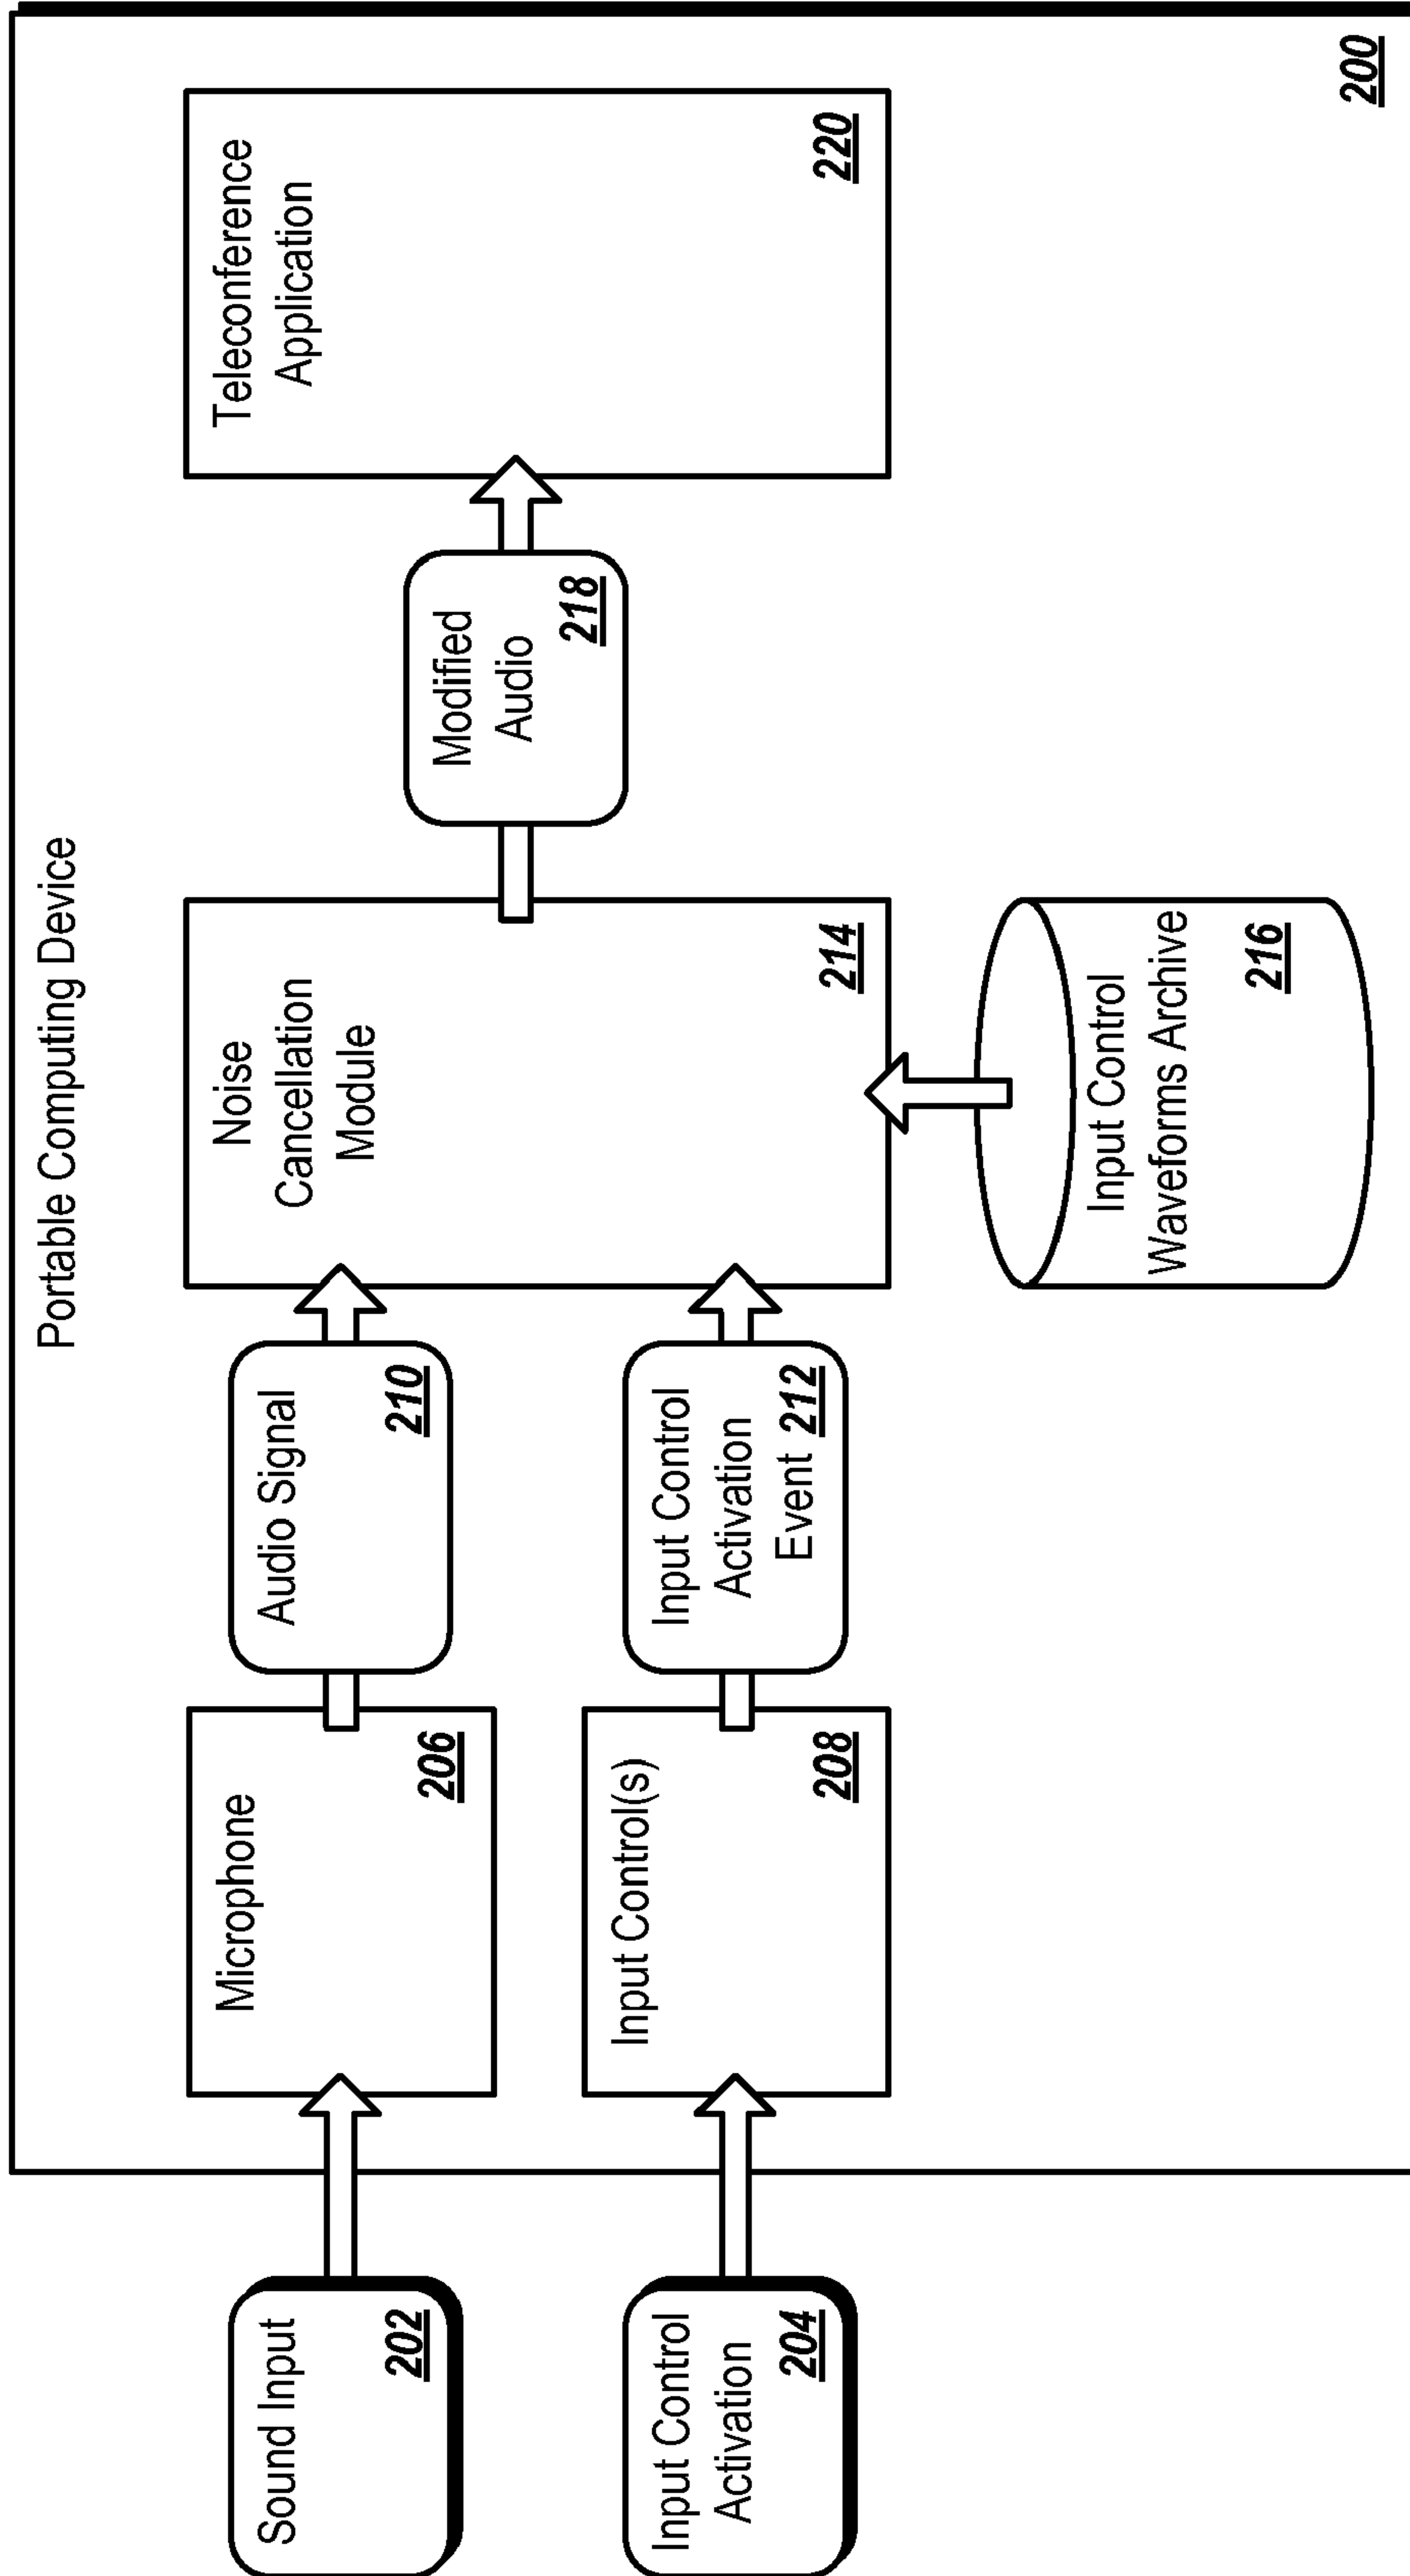 Portable Computing Device
Sound Input
202
Input Control
Activation
204
Microphone
206
Input Control(s)
208
Audio Signal
210
Input Control
Activation
Event 212
Noise
Cancellation
Module
214
Input Control
Waveforms Archive
216
Modified
Audio
218
Teleconference
Application
220
200